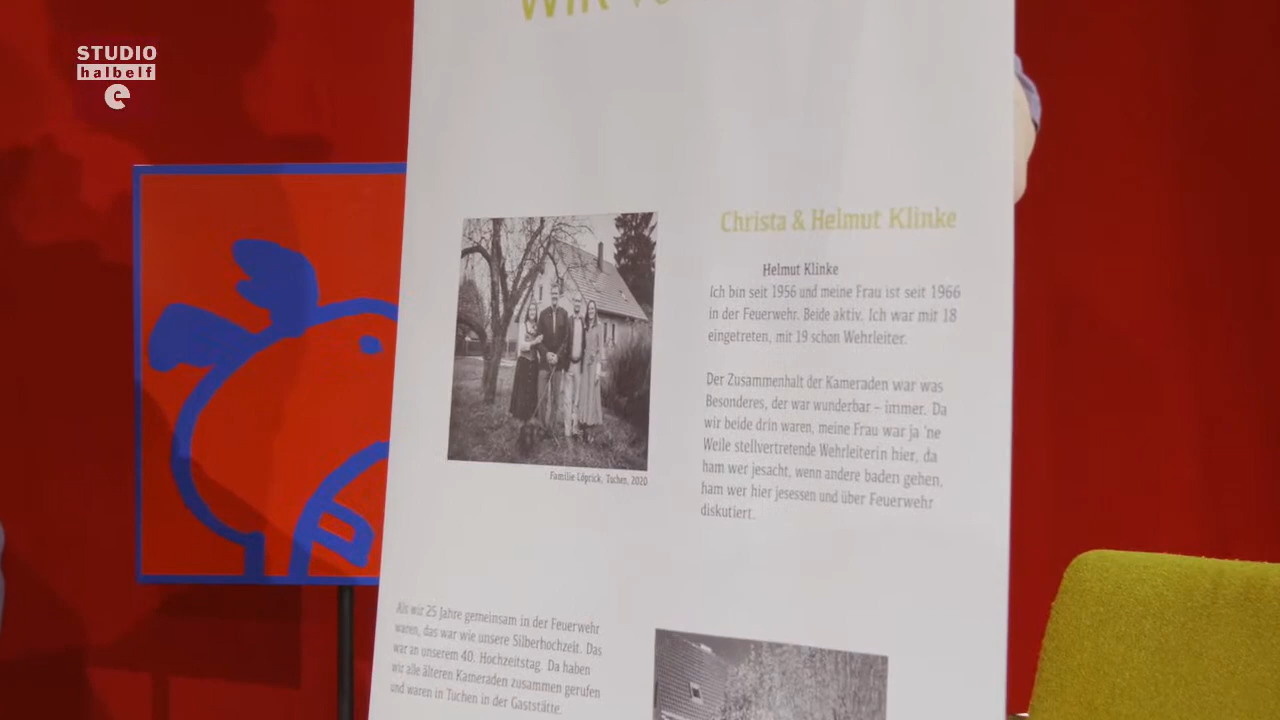 STUDIO
halbelf
e
WIR
Christa & Helmut Klinke
Helmut Klinke
Ich bin seit 1956 und meine Frau ist seit 1966
in der Feuerwehr. Beide aktiv. Ich war mit 18
eingetreten, mit 19 schon Wehrleiter.
Der Zusammenhalt der Kameraden war was
Besonderes, der war wunderbar – immer. Da
wir beide drin waren, meine Frau war ja 'ne
Weile stellvertretende Wehrleiterin hier, da
ham wer jesacht, wenn andere baden gehen,
ham wer hier jesessen und über Feuerwehr
diskutiert.
Familie Löprick, Tuchen, 2020
Als wir 25 Jahre gemeinsam in der Feuerwehr
waren, das war wie unsere Silberhochzeit. Das
war an unserem 40. Hochzeitstag. Da haben
wir alle älteren Kameraden zusammen gerufen
und waren in Tuchen in der Gaststätte.